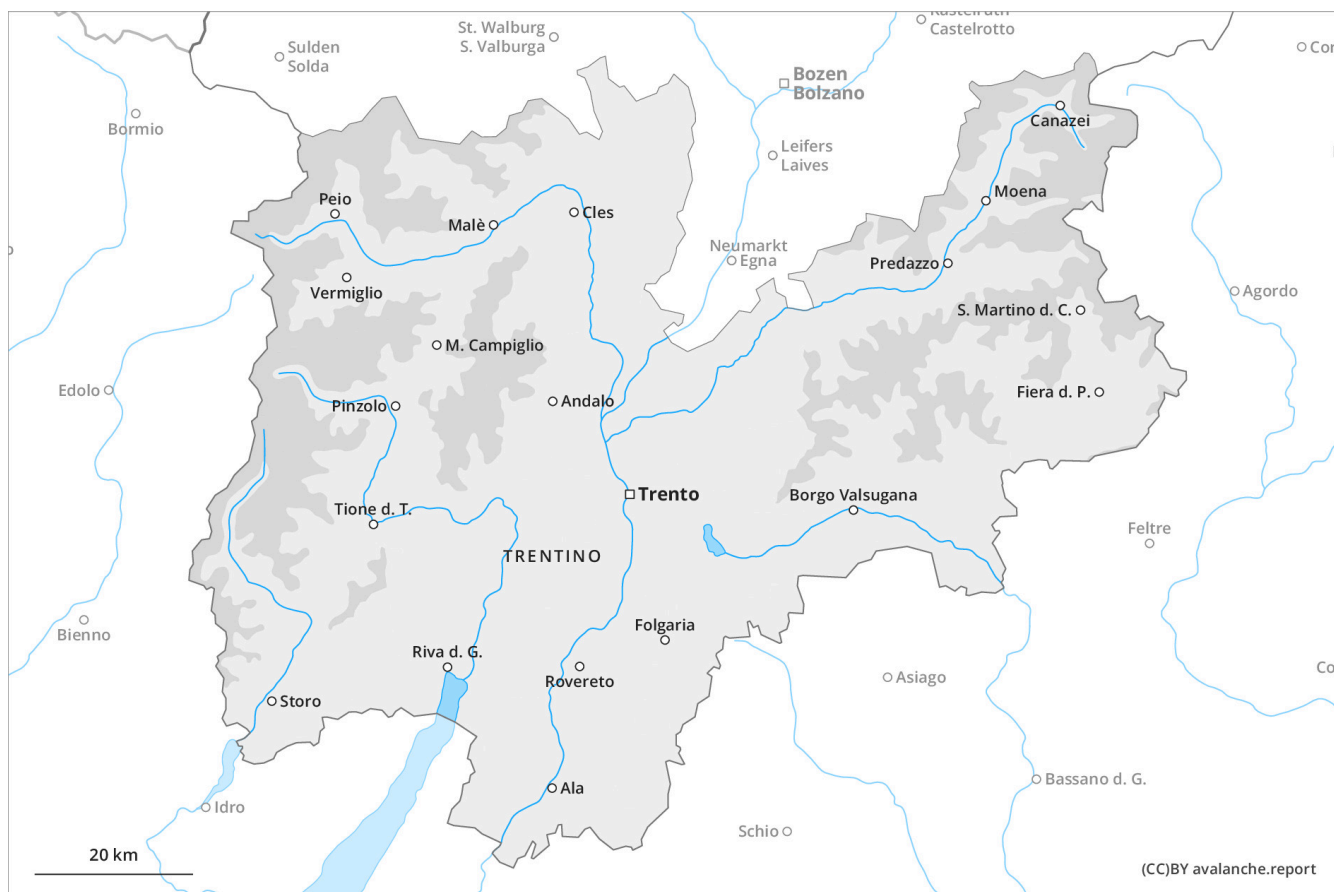 Castelrotto
St. Walburg
S. Valburga
Sulden
Solda
Bozen
Bolzano
Bormio
Canazei
Leifers
Laives
Peio
Moena
Malè
Cles
Neumarkt
Egna
Predazzo
Vermiglio
Agordo
S. Martino d. C.
M. Campiglio
Edolo
Pinzolo
Andalo
Fiera d. P.
Trento
Borgo Valsugana
Tione d. T.
Feltre
TRENTINO
Bienno
Folgaria
Riva d. G.
Rovereto
Asiago
Co
Storo
Bassano d. G.
Ala
Idro
Schio
20 km
(CC)BY avalanche.report